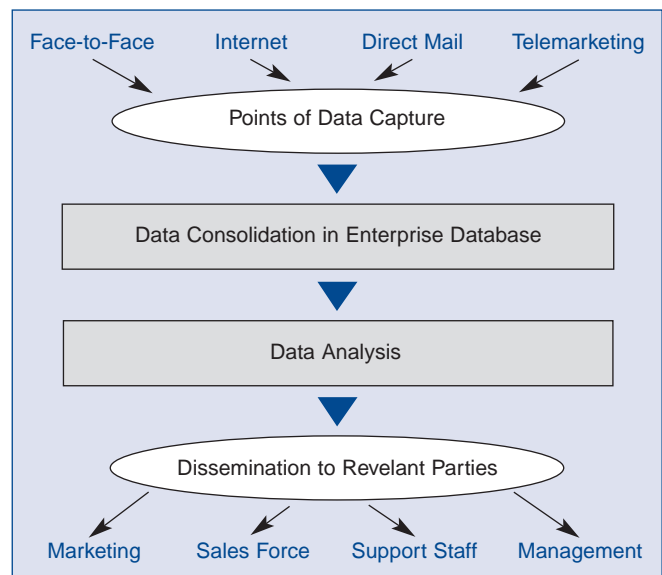 Face-to-Face Internet Direct Mail Telemarketing
Points of Data Capture
Data Consolidation in Enterprise Database
Data Analysis
Dissemination to Revelant Parties
Marketing Sales Force Support Staff Management